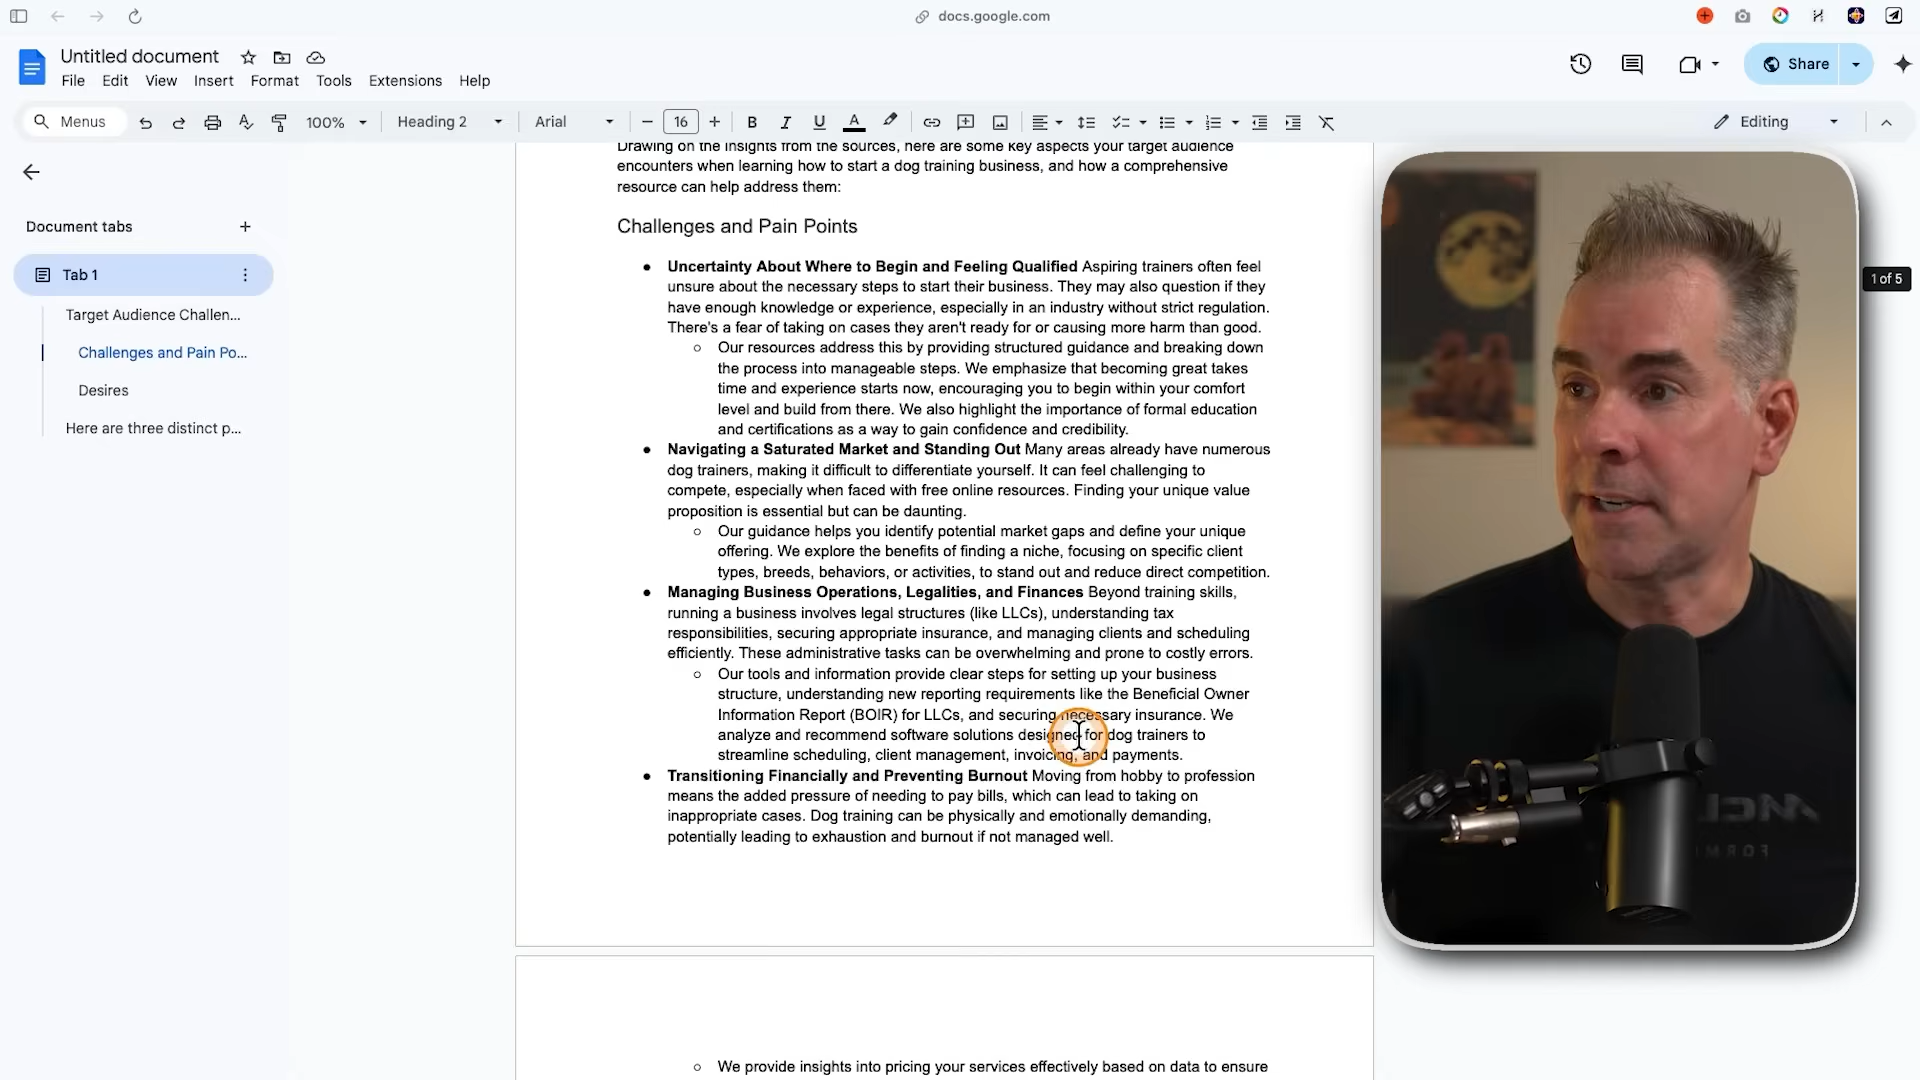 docs.google.com
Untitled document
File Edit View Insert Format Tools Extensions Help
Share
Menus
100%
Heading 2
Arial
16
B I U A
Editing
Document tabs
Tab 1
Target Audience Challen...
Challenges and Pain Po...
Desires
Here are three distinct p...
1 of 5
Drawing on the insights from the sources, here are some key aspects your target audience
encounters when learning how to start a dog training business, and how a comprehensive
resource can help address them:
Challenges and Pain Points
● Uncertainty About Where to Begin and Feeling Qualified Aspiring trainers often feel
unsure about the necessary steps to start their business. They may also question if they
have enough knowledge or experience, especially in an industry without strict regulation.
There's a fear of taking on cases they aren't ready for or causing more harm than good.
○ Our resources address this by providing structured guidance and breaking down
the process into manageable steps. We emphasize that becoming great takes
time and experience starts now, encouraging you to begin within your comfort
level and build from there. We also highlight the importance of formal education
and certifications as a way to gain confidence and credibility.
● Navigating a Saturated Market and Standing Out Many areas already have numerous
dog trainers, making it difficult to differentiate yourself. It can feel challenging to
compete, especially when faced with free online resources. Finding your unique value
proposition is essential but can be daunting.
○ Our guidance helps you identify potential market gaps and define your unique
offering. We explore the benefits of finding a niche, focusing on specific client
types, breeds, behaviors, or activities, to stand out and reduce direct competition.
● Managing Business Operations, Legalities, and Finances Beyond training skills,
running a business involves legal structures (like LLCs), understanding tax
responsibilities, securing appropriate insurance, and managing clients and scheduling
efficiently. These administrative tasks can be overwhelming and prone to costly errors.
○ Our tools and information provide clear steps for setting up your business
structure, understanding new reporting requirements like the Beneficial Owner
Information Report (BOIR) for LLCs, and securing necessary insurance. We
analyze and recommend software solutions designed for dog trainers to
streamline scheduling, client management, invoicing, and payments.
● Transitioning Financially and Preventing Burnout Moving from hobby to profession
means the added pressure of needing to pay bills, which can lead to taking on
inappropriate cases. Dog training can be physically and emotionally demanding,
potentially leading to exhaustion and burnout if not managed well.
○ We provide insights into pricing your services effectively based on data to ensure